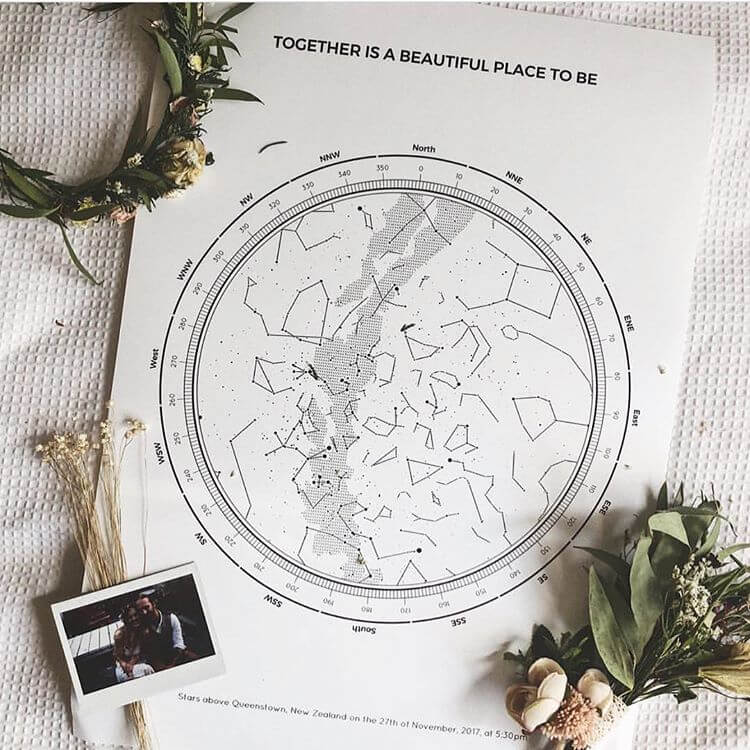 TOGETHER IS A BEAUTIFUL PLACE TO BE
North
NNE
NE
ENE
East
ESE
SE
SSE
South
SSW
SW
WSW
West
WNW
NW
NNW
0
10
20
30
40
50
60
70
80
90
100
110
120
130
140
150
160
170
180
190
200
210
220
230
240
250
260
270
280
290
300
310
320
330
340
350
Stars above Queenstown, New Zealand on the 27th of November, 2017, at 5:30pm